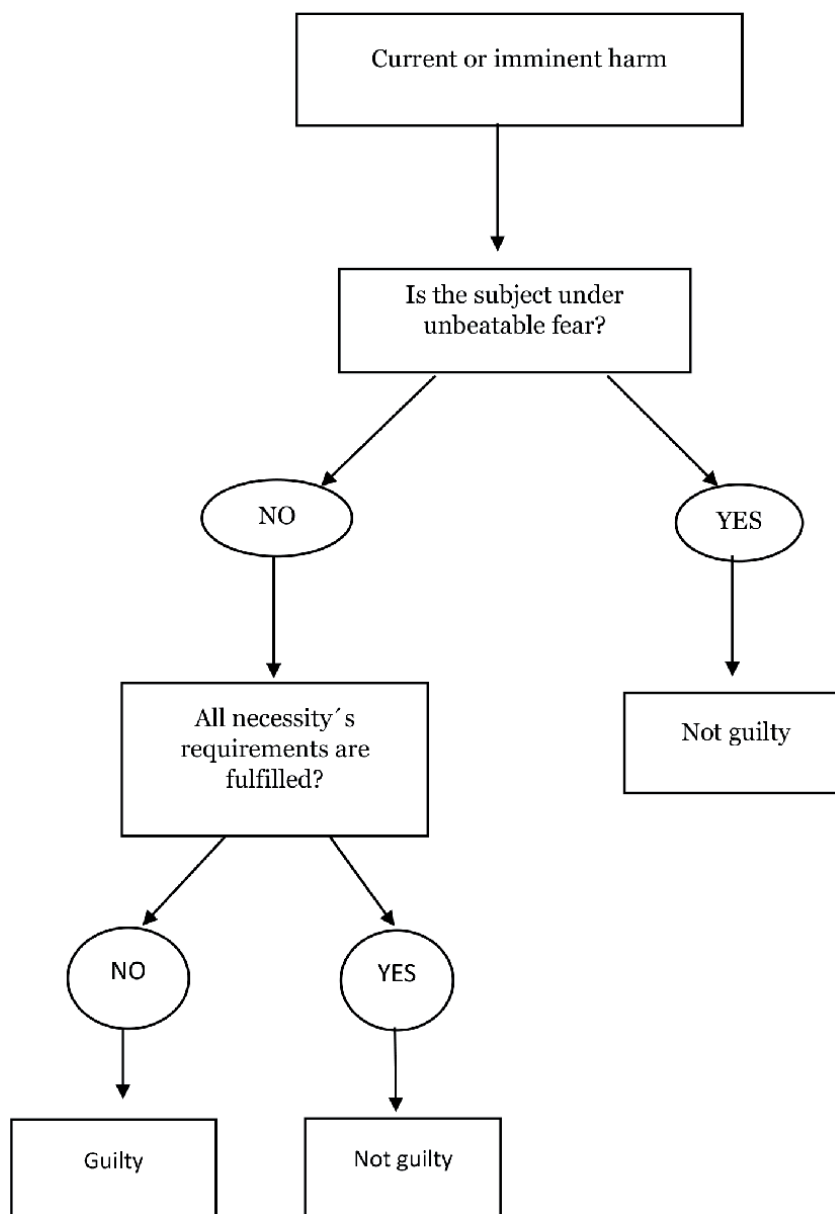 Current or imminent harm
Is the subject under
unbeatable fear?
NO
YES
All necessity´s
requirements are
fulfilled?
Not guilty
NO
YES
Guilty
Not guilty